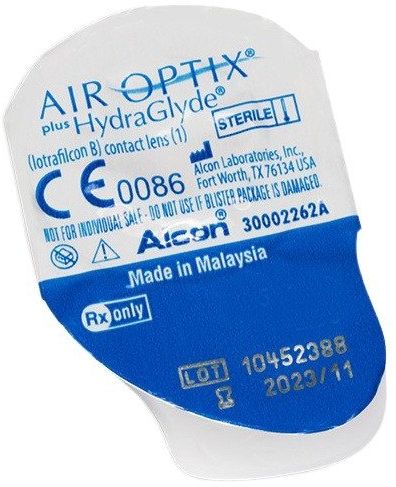 AIR OPTIX®
plus HydraGlyde®
(lotrafilcon B) contact lens (1)
STERILE
CE 0086
Alcon Laboratories, Inc.,
Fort Worth, TX 76134 USA
NOT FOR INDIVIDUAL SALE - DO NOT USE IF BLISTER PACKAGE IS DAMAGED.
Alcon 30002262A
Made in Malaysia
Rx only
LOT 10452388
2023/11